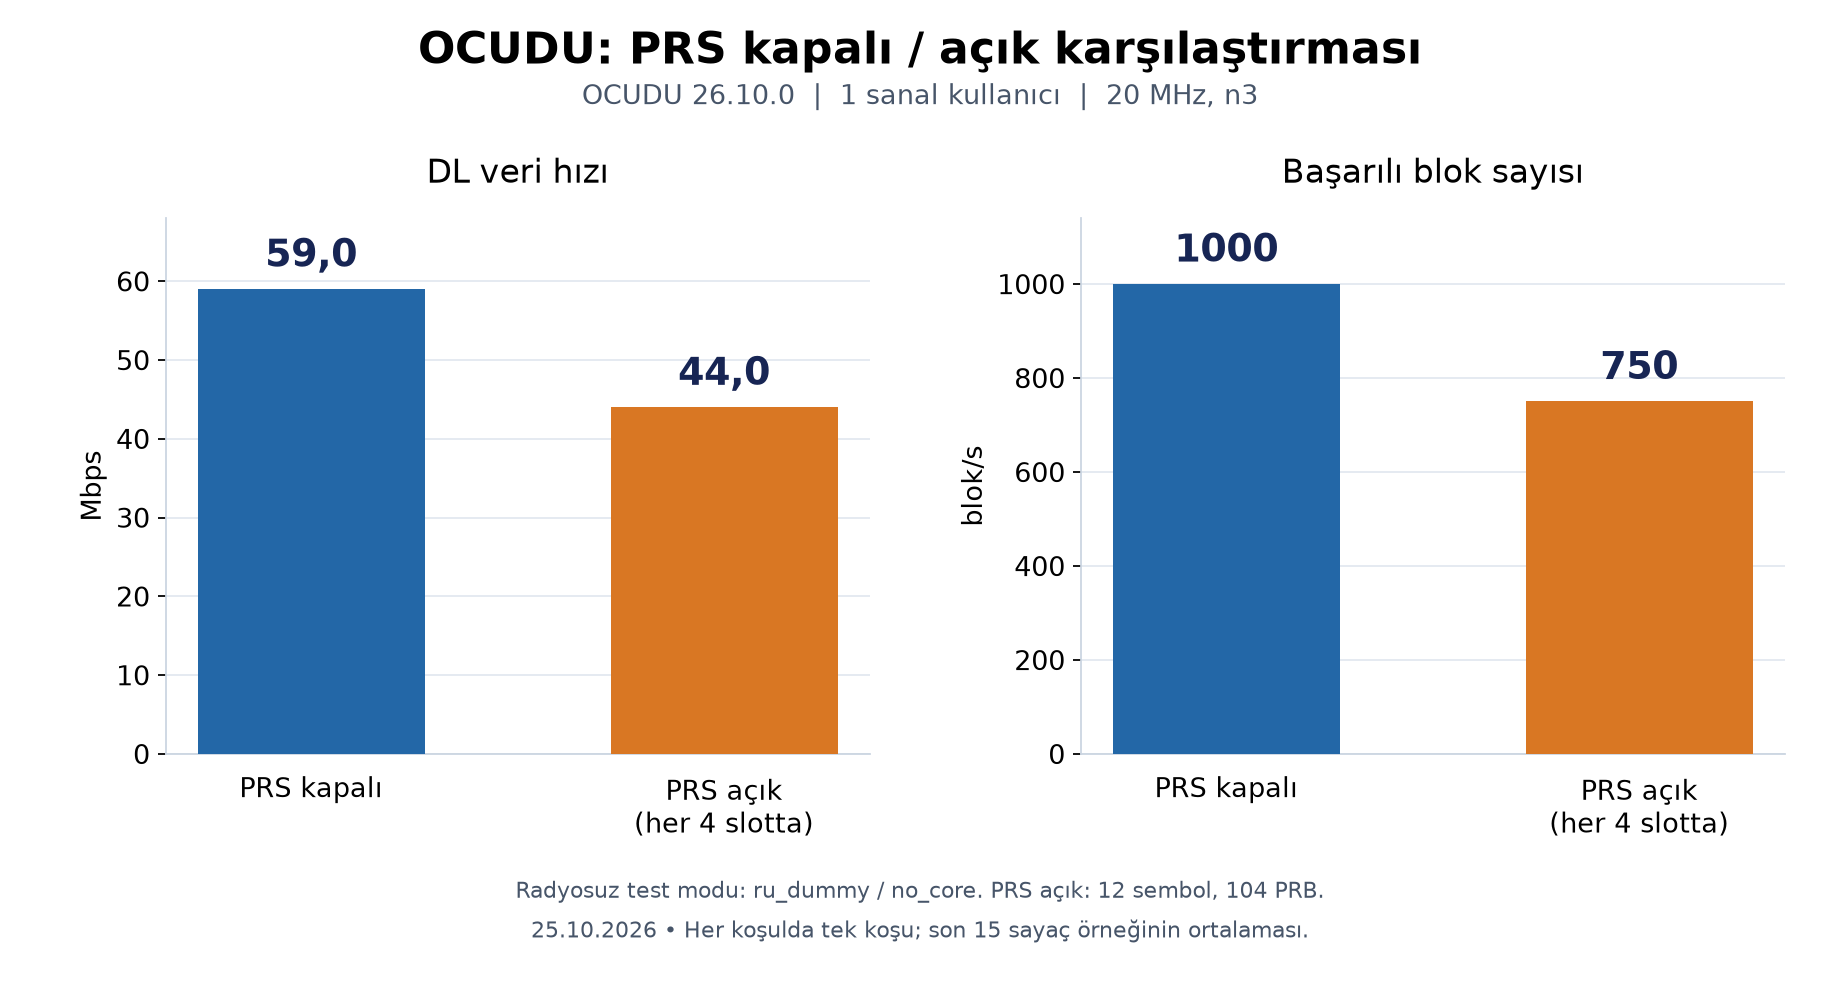 OCUDU: PRS kapalı / açık karşılaştırması
OCUDU 26.10.0 | 1 sanal kullanıcı | 20 MHz, n3
DL veri hızı
Mbps
60
50
40
30
20
10
0
59,0
44,0
PRS kapalı
PRS açık
(her 4 slotta)
Başarılı blok sayısı
blok/s
1000
800
600
400
200
0
1000
750
PRS kapalı
PRS açık
(her 4 slotta)
Radyosuz test modu: ru_dummy / no_core. PRS açık: 12 sembol, 104 PRB.
25.10.2026 • Her koşulda tek koşu; son 15 sayaç örneğinin ortalaması.